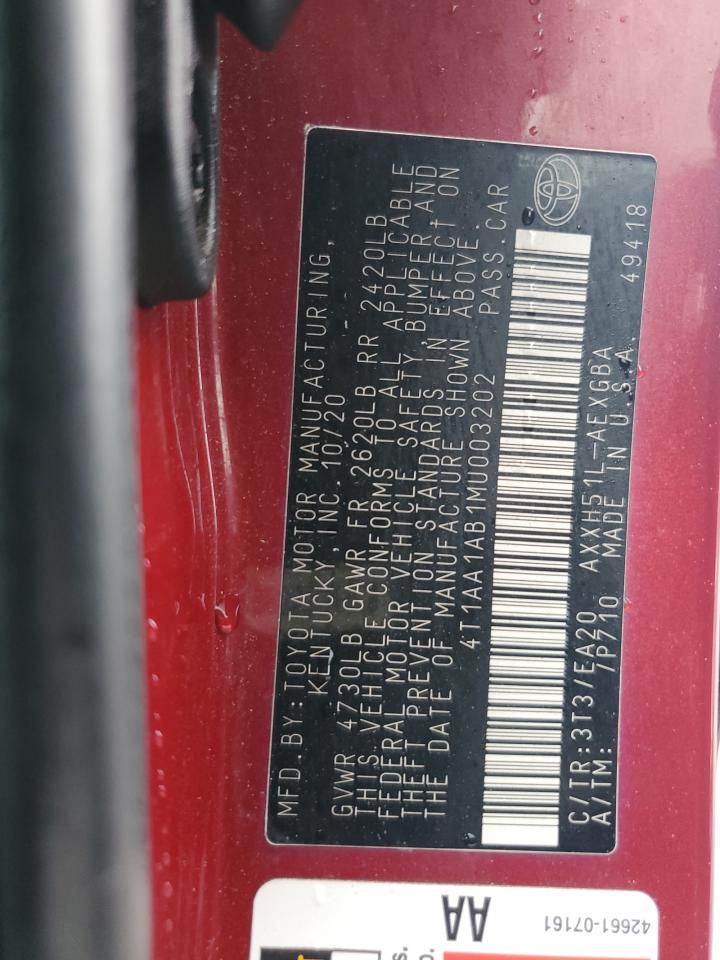 MFD.BY:TOYOTA MOTOR MANUFACTURING,
KENTUCKY,INC. 10/20
GVWR 4730LB GAWR FR 2620LB RR 2420LB
THIS VEHICLE CONFORMS TO ALL APPLICABLE
FEDERAL MOTOR VEHICLE SAFETY,BUMPER,AND
THEFT PREVENTION STANDARDS IN EFFECT ON
THE DATE OF MANUFACTURE SHOWN ABOVE.
4T1AA1AB1MU003202 PASS.CAR
C/TR:3T3/EA20 AXXH51L-AEXGBA
A/TM: /P710 MADE IN U.S.A. 49418
AA
42661-07161